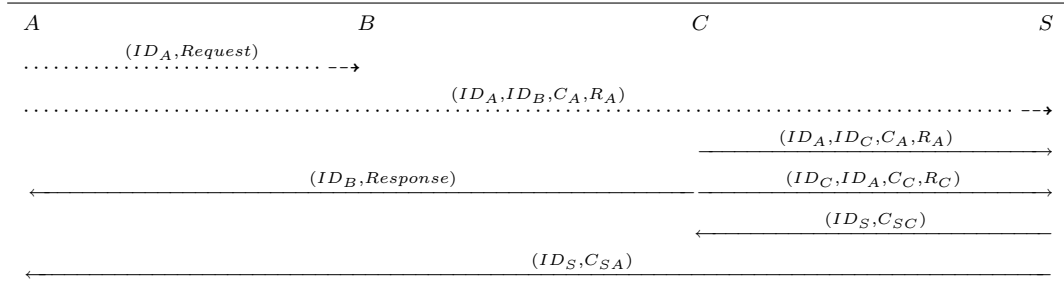 A B C S
(ID_A, Request)
(ID_A, ID_B, C_A, R_A)
(ID_A, ID_C, C_A, R_A)
(ID_B, Response) (ID_C, ID_A, C_C, R_C)
(ID_S, C_SC)
(ID_S, C_SA)